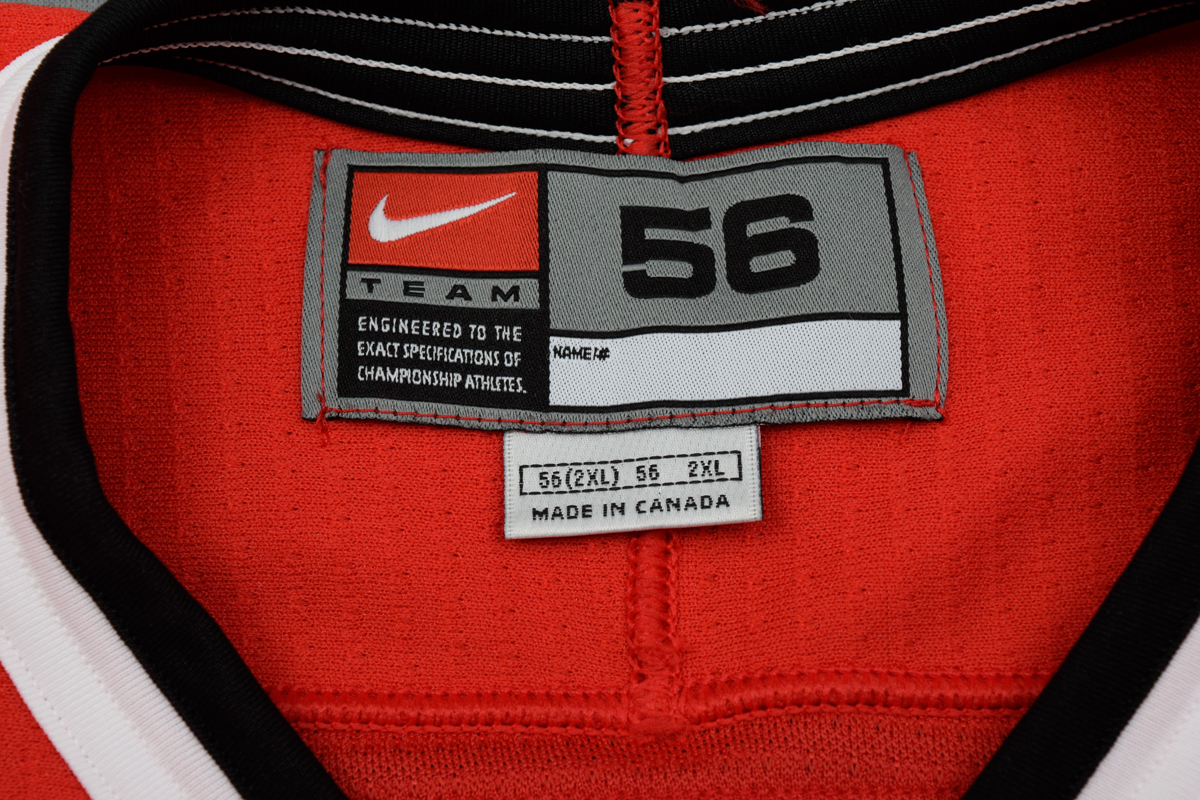 TEAM
ENGINEERED TO THE
EXACT SPECIFICATIONS OF
CHAMPIONSHIP ATHLETES.
56
NAME/#
56(2XL) 56 2XL
MADE IN CANADA